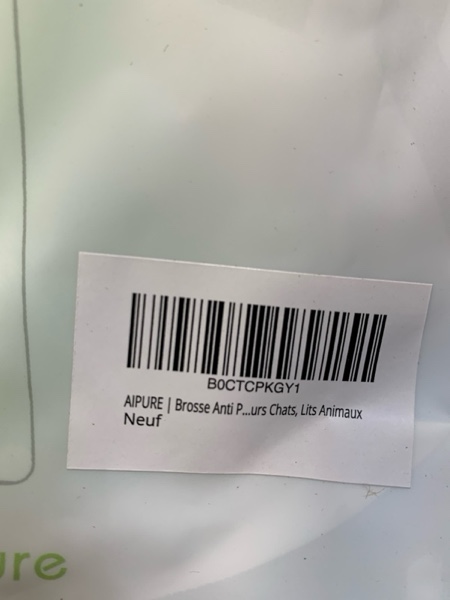 B0CTCPKGY1
AIPURE | Brosse Anti P...urs Chats, Lits Animaux
Neuf
ure